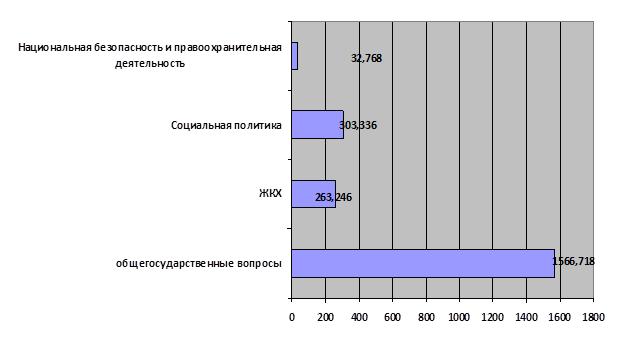 Национальная безопасность и правоохранительная
деятельность
32,768
Социальная политика
303,336
ЖКХ
263,246
общегосударственные вопросы
1566,718
0 200 400 600 800 1000 1200 1400 1600 1800